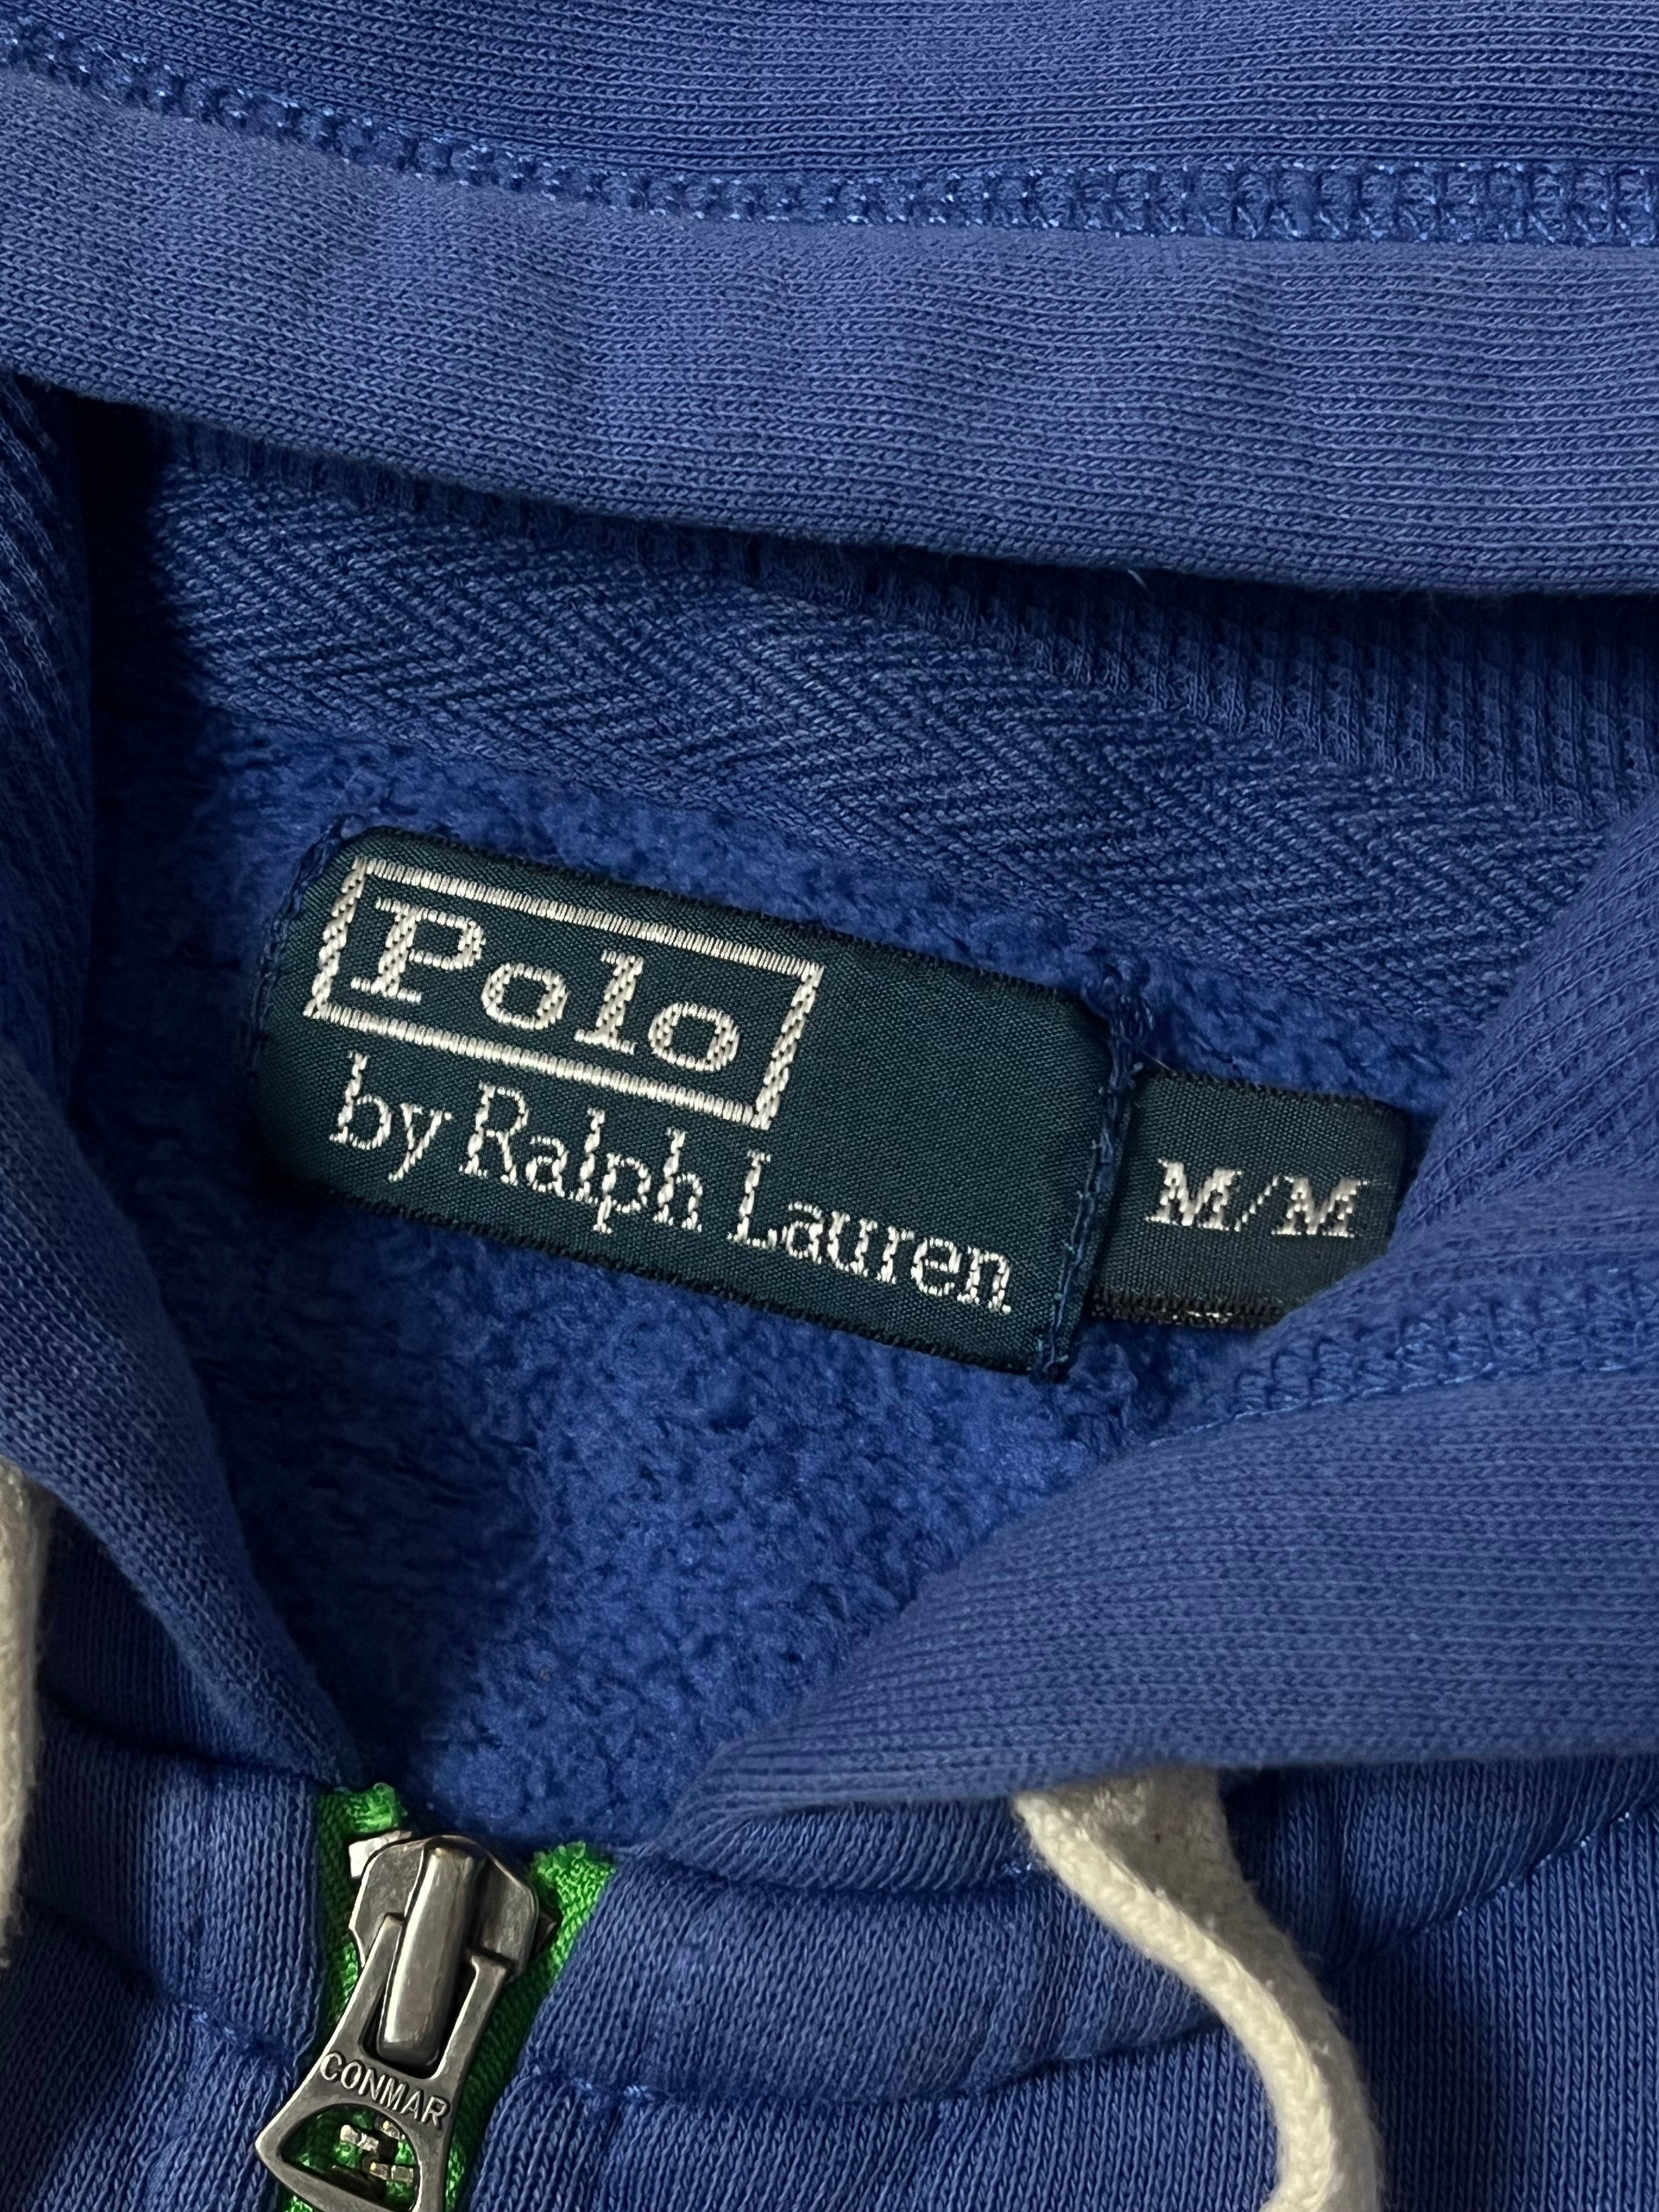 Polo
by Ralph Lauren
M/M
CONMAR